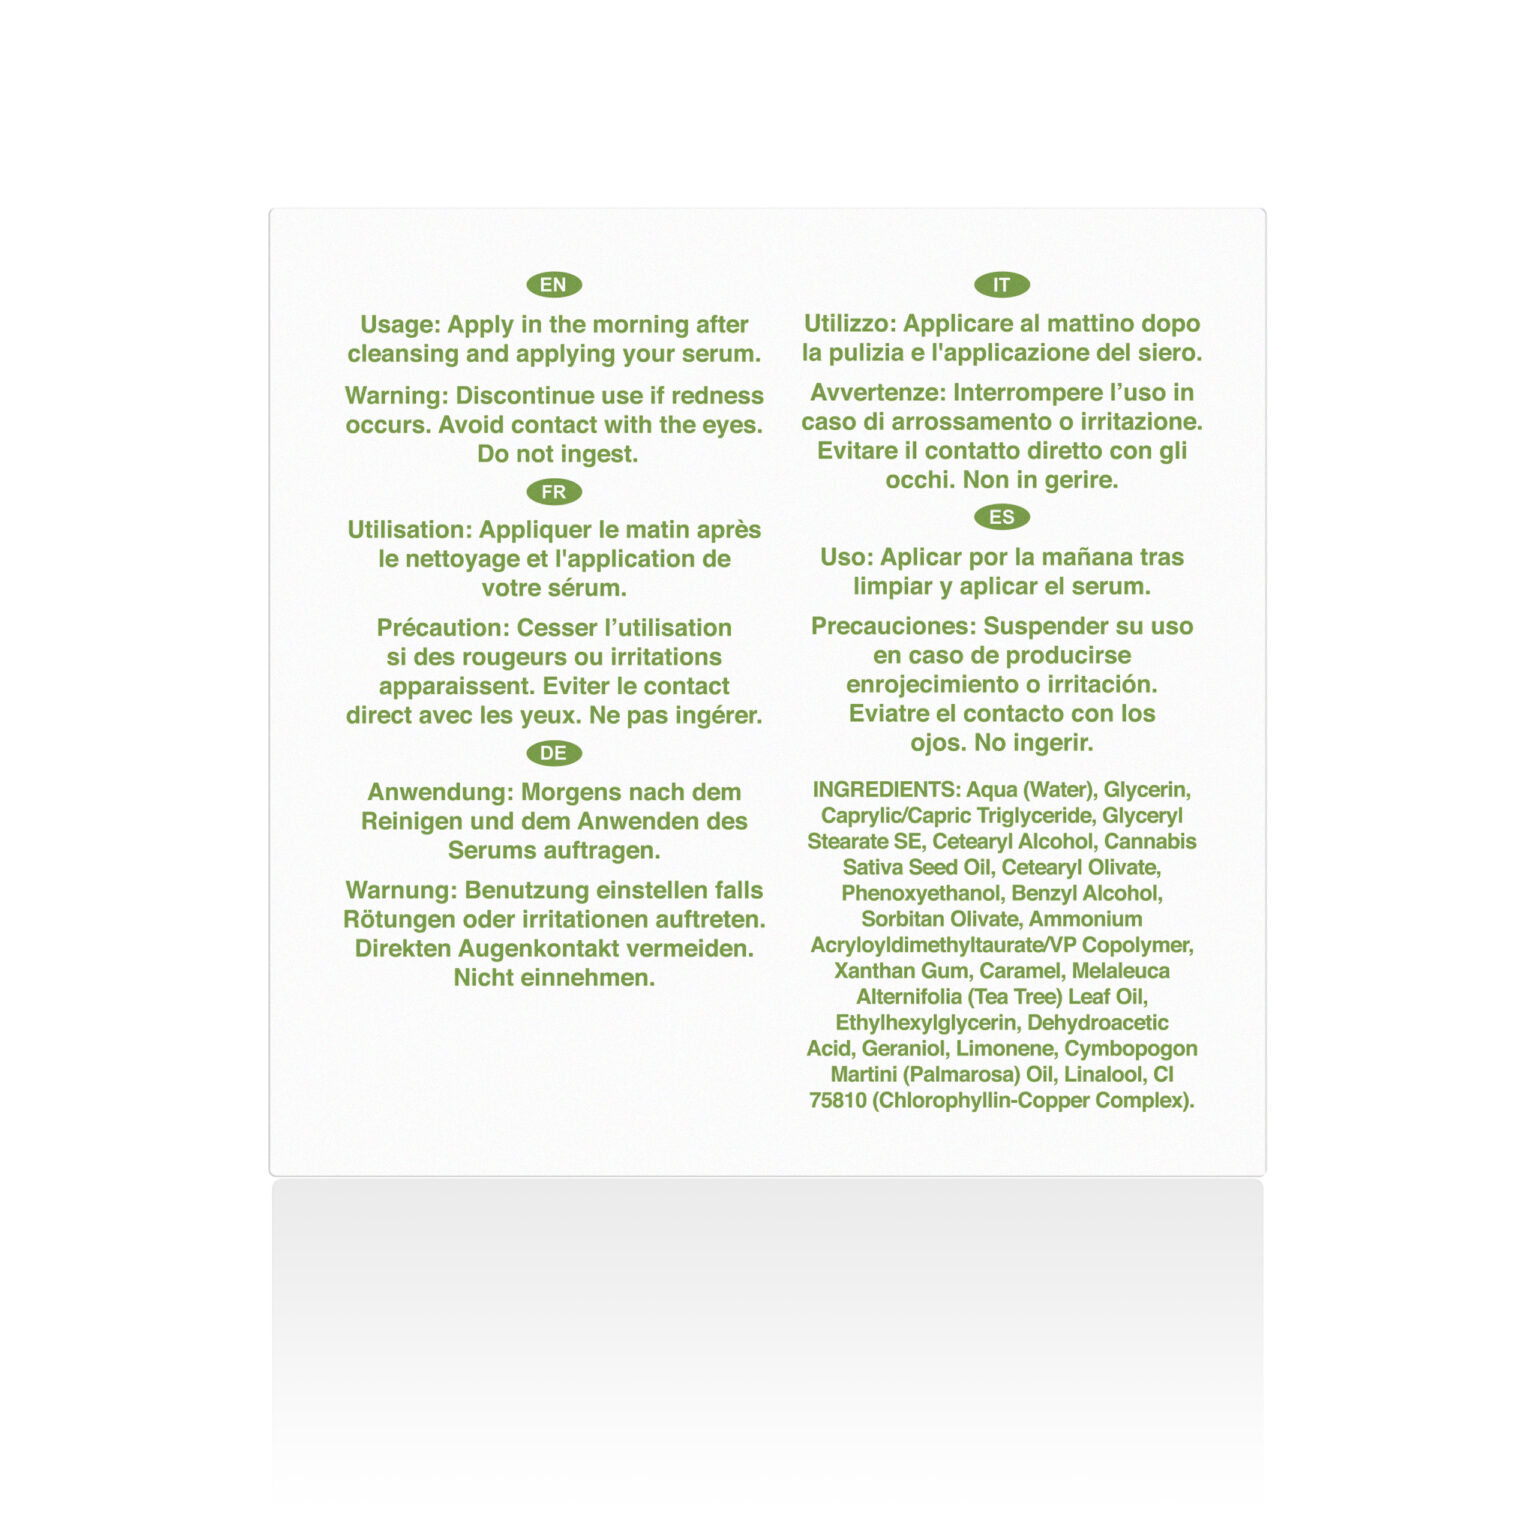 EN
Usage: Apply in the morning after
cleansing and applying your serum.
Warning: Discontinue use if redness
occurs. Avoid contact with the eyes.
Do not ingest.
FR
Utilisation: Appliquer le matin après
le nettoyage et l'application de
votre sérum.
Précaution: Cesser l’utilisation
si des rougeurs ou irritations
apparaissent. Eviter le contact
direct avec les yeux. Ne pas ingérer.
DE
Anwendung: Morgens nach dem
Reinigen und dem Anwenden des
Serums auftragen.
Warnung: Benutzung einstellen falls
Rötungen oder irritationen auftreten.
Direkten Augenkontakt vermeiden.
Nicht einnehmen.
IT
Utilizzo: Applicare al mattino dopo
la pulizia e l'applicazione del siero.
Avvertenze: Interrompere l’uso in
caso di arrossamento o irritazione.
Evitare il contatto diretto con gli
occhi. Non in gerire.
ES
Uso: Aplicar por la mañana tras
limpiar y aplicar el serum.
Precauciones: Suspender su uso
en caso de producirse
enrojecimiento o irritación.
Eviatre el contacto con los
ojos. No ingerir.
INGREDIENTS: Aqua (Water), Glycerin,
Caprylic/Capric Triglyceride, Glyceryl
Stearate SE, Cetearyl Alcohol, Cannabis
Sativa Seed Oil, Cetearyl Olivate,
Phenoxyethanol, Benzyl Alcohol,
Sorbitan Olivate, Ammonium
Acryloyldimethyltaurate/VP Copolymer,
Xanthan Gum, Caramel, Melaleuca
Alternifolia (Tea Tree) Leaf Oil,
Ethylhexylglycerin, Dehydroacetic
Acid, Geraniol, Limonene, Cymbopogon
Martini (Palmarosa) Oil, Linalool, CI
75810 (Chlorophyllin-Copper Complex).